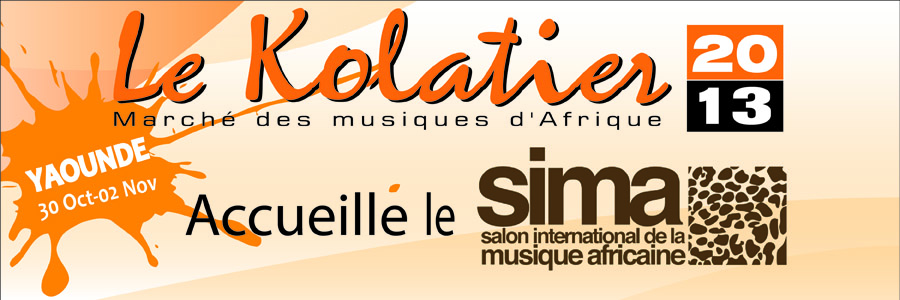 Le Kolatier
Marché des musiques d'Afrique
20
13
YAOUNDE
30 Oct-02 Nov
Accueille le
sima
salon international de la
musique africaine